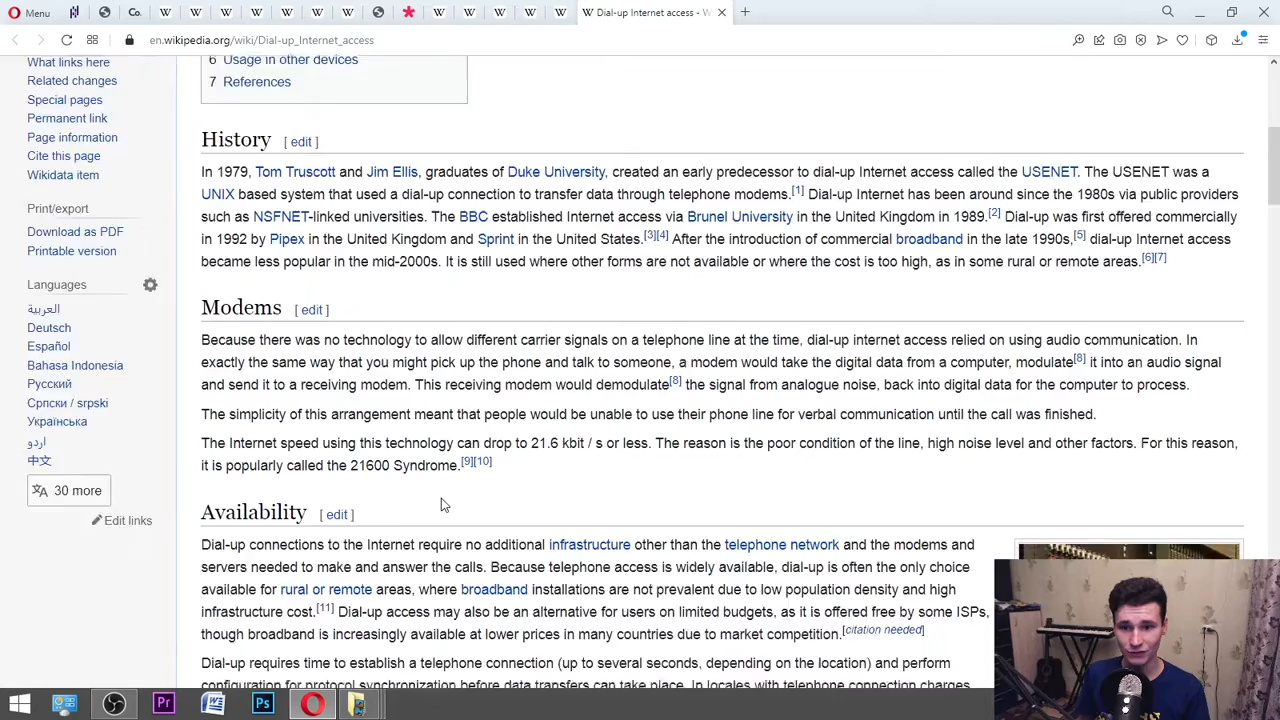 Menu
Co.
Dial-up Internet access - W
en.wikipedia.org/wiki/Dial-up_Internet_access
What links here
Related changes
Special pages
Permanent link
Page information
Cite this page
Wikidata item
Print/export
Download as PDF
Printable version
Languages
العربية
Deutsch
Español
Bahasa Indonesia
Русский
Српски / srpski
Українська
اردو
中文
30 more
Edit links
6 Usage in other devices
7 References
History [ edit ]
In 1979, Tom Truscott and Jim Ellis, graduates of Duke University, created an early predecessor to dial-up Internet access called the USENET. The USENET was a
UNIX based system that used a dial-up connection to transfer data through telephone modems.[1] Dial-up Internet has been around since the 1980s via public providers
such as NSFNET-linked universities. The BBC established Internet access via Brunel University in the United Kingdom in 1989.[2] Dial-up was first offered commercially
in 1992 by Pipex in the United Kingdom and Sprint in the United States.[3][4] After the introduction of commercial broadband in the late 1990s,[5] dial-up Internet access
became less popular in the mid-2000s. It is still used where other forms are not available or where the cost is too high, as in some rural or remote areas.[6][7]
Modems [ edit ]
Because there was no technology to allow different carrier signals on a telephone line at the time, dial-up internet access relied on using audio communication. In
exactly the same way that you might pick up the phone and talk to someone, a modem would take the digital data from a computer, modulate[8] it into an audio signal
and send it to a receiving modem. This receiving modem would demodulate[8] the signal from analogue noise, back into digital data for the computer to process.
The simplicity of this arrangement meant that people would be unable to use their phone line for verbal communication until the call was finished.
The Internet speed using this technology can drop to 21.6 kbit / s or less. The reason is the poor condition of the line, high noise level and other factors. For this reason,
it is popularly called the 21600 Syndrome.[9][10]
Availability [ edit ]
Dial-up connections to the Internet require no additional infrastructure other than the telephone network and the modems and
servers needed to make and answer the calls. Because telephone access is widely available, dial-up is often the only choice
available for rural or remote areas, where broadband installations are not prevalent due to low population density and high
infrastructure cost.[11] Dial-up access may also be an alternative for users on limited budgets, as it is offered free by some ISPs,
though broadband is increasingly available at lower prices in many countries due to market competition.[citation needed]
Dial-up requires time to establish a telephone connection (up to several seconds, depending on the location) and perform
configuration for protocol synchronization before data transfers can take place. In locales with telephone connection charges
Pr
Ps